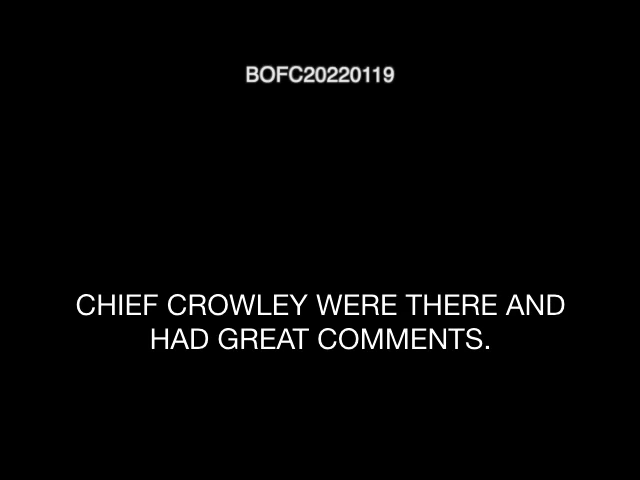 BOFC20220119
CHIEF CROWLEY WERE THERE AND
HAD GREAT COMMENTS.